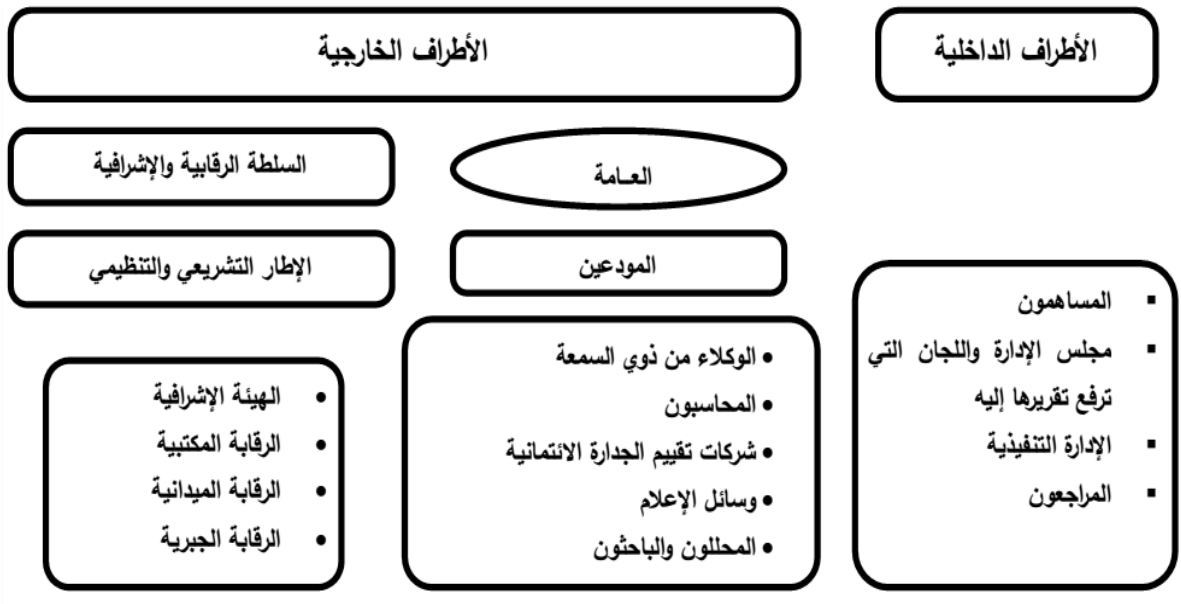 الأطراف الداخلية
الأطراف الخارجية
العـامة
السلطة الرقابية والإشرافية
المودعين
الإطار التشريعي والتنظيمي
▪ المساهمون
▪ مجلس الإدارة واللجان التي
ترفع تقريرها إليه
▪ الإدارة التنفيذية
▪ المراجعون
• الوكلاء من ذوي السمعة
• المحاسبون
• شركات تقييم الجدارة الائتمانية
• وسائل الإعلام
• المحللون والباحثون
• الهيئة الإشرافية
• الرقابة المكتبية
• الرقابة الميدانية
• الرقابة الجبرية